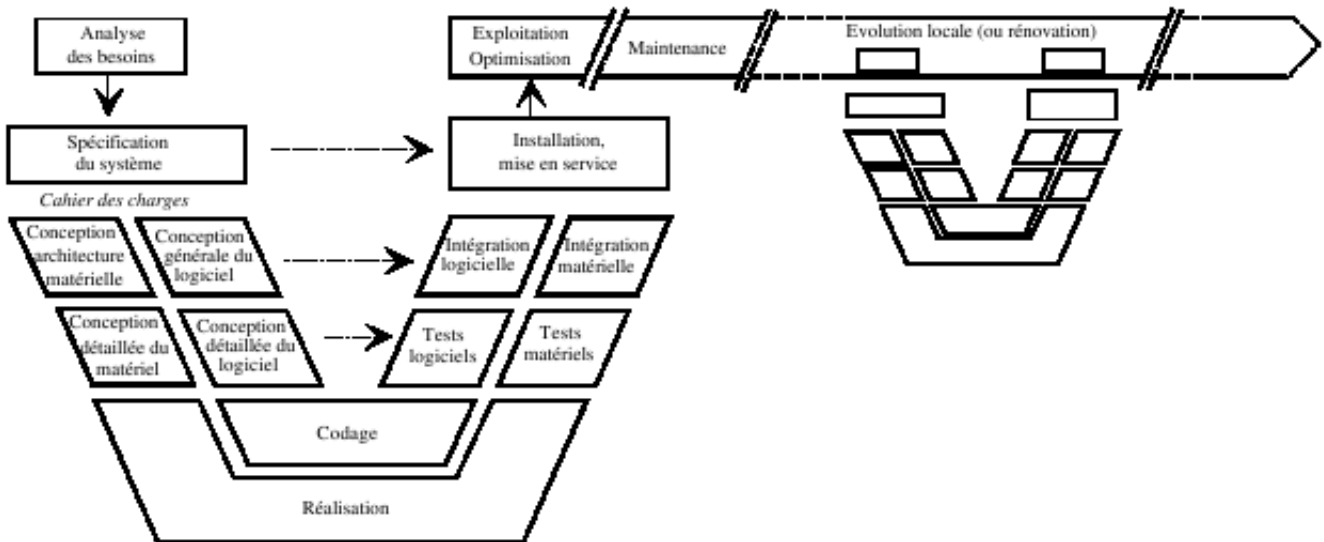 Analyse
des besoins
Exploitation
Optimisation
Maintenance
Evolution locale (ou rénovation)
Spécification
du système
Installation,
mise en service
Cahier des charges
Conception
architecture
matérielle
Conception
générale du
logiciel
Intégration
logicielle
Intégration
matérielle
Conception
détaillée du
matériel
Conception
détaillée du
logiciel
Tests
logiciels
Tests
matériels
Codage
Réalisation